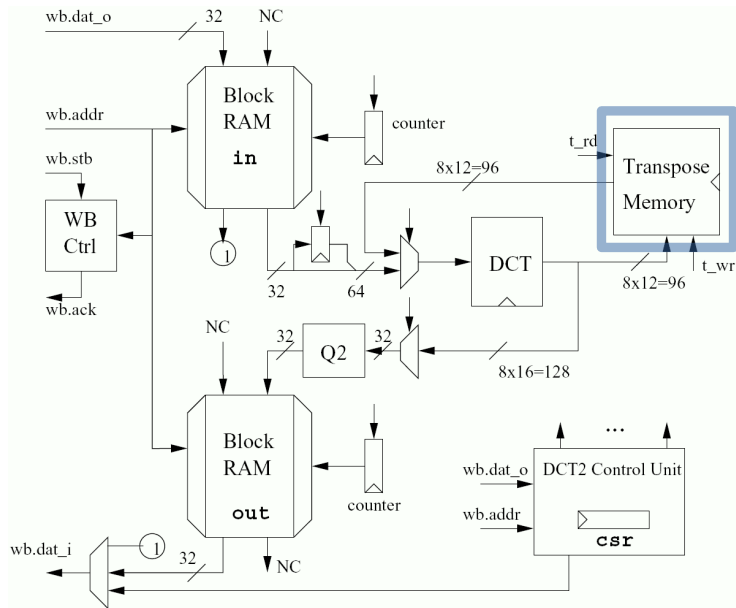 wb.dat_o
32
NC
Block
RAM
in
counter
wb.addr
wb.stb
WB
Ctrl
wb.ack
1
32
64
8x12=96
t_rd
Transpose
Memory
DCT
8x12=96
t_wr
NC
32
Q2
32
8x16=128
Block
RAM
out
counter
...
wb.dat_o
DCT2 Control Unit
wb.addr
csr
wb.dat_i
1
32
NC